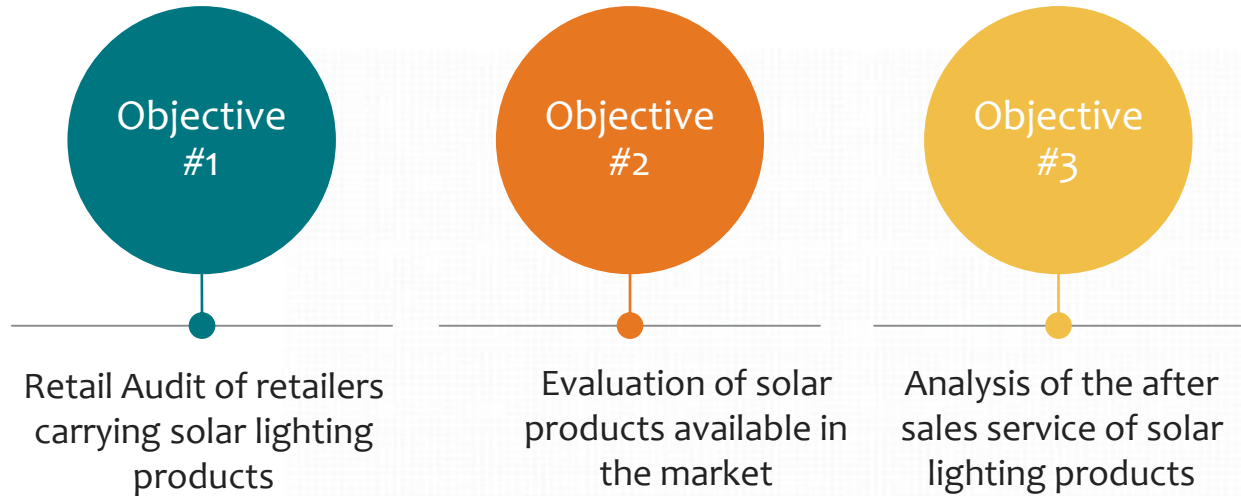 Objective
#1
Objective
#2
Objective
#3
Retail Audit of retailers
carrying solar lighting
products
Evaluation of solar
products available in
the market
Analysis of the after
sales service of solar
lighting products